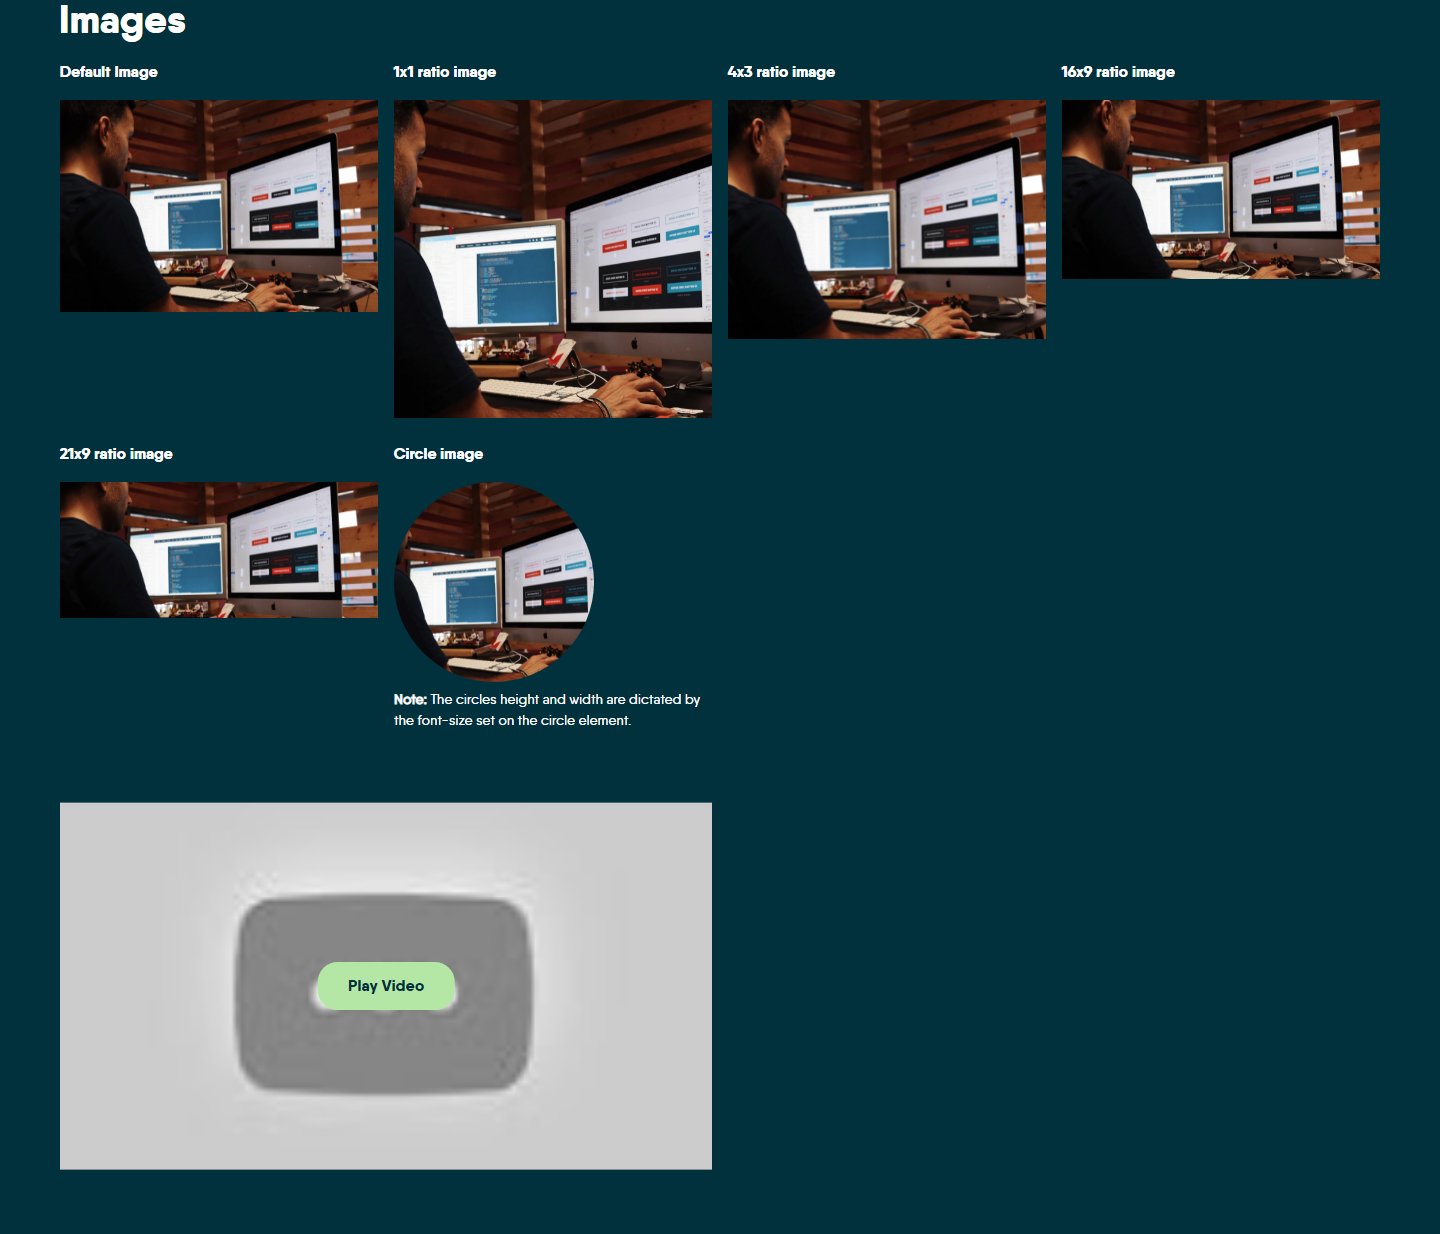 Images
Default Image
1x1 ratio image
4x3 ratio image
16x9 ratio image
21x9 ratio image
Circle image
Note: The circles height and width are dictated by
the font-size set on the circle element.
Play Video